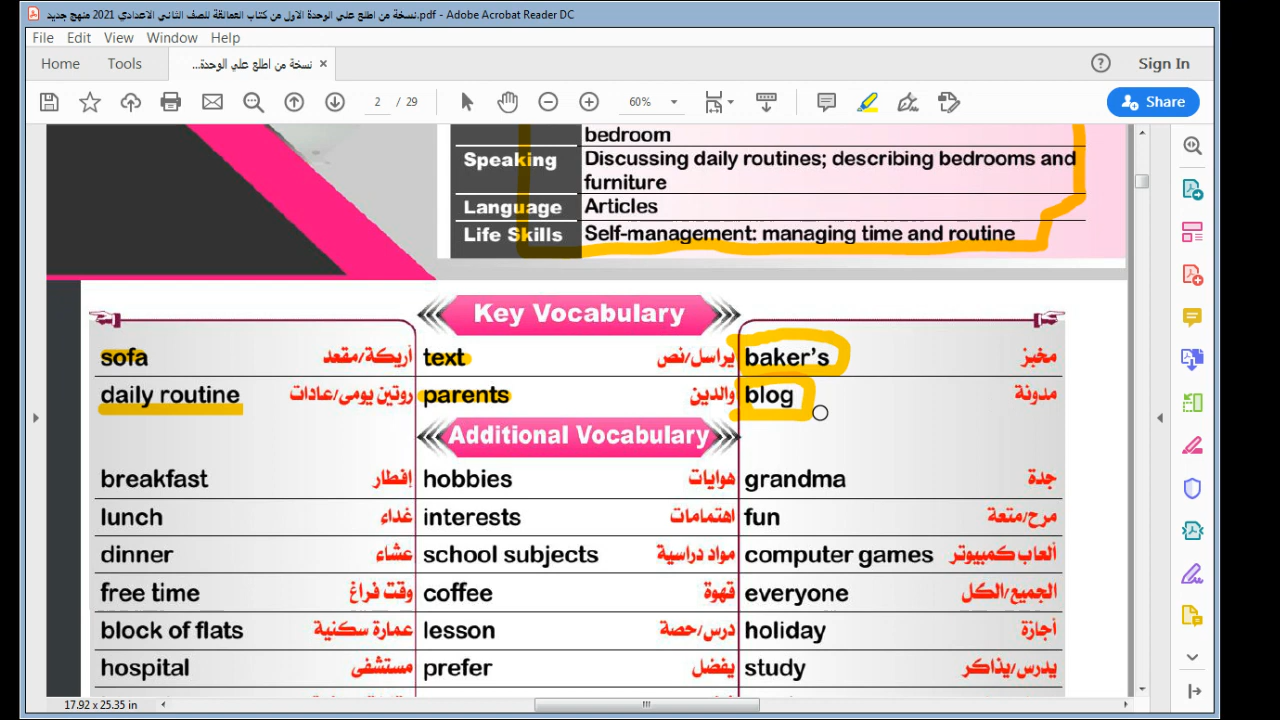 نسخة من اطلع علي الوحدة الاول من كتاب العمالقة للصف الثاني الاعدادي 2021 منهج جديد.pdf - Adobe Acrobat Reader DC
File Edit View Window Help
Home Tools نسخة من اطلع علي الوحدة... × Sign In
2 / 29 60% Share
bedroom
Speaking Discussing daily routines; describing bedrooms and
furniture
Language Articles
Life Skills Self-management: managing time and routine
Key Vocabulary
sofa أريكة/مقعد text يراسل/نص baker's مخبز
daily routine روتين يومى/عادات parents والدين blog مدونة
Additional Vocabulary
breakfast إفطار hobbies هوايات grandma جدة
lunch غداء interests اهتمامات fun مرح/متعة
dinner عشاء school subjects مواد دراسية computer games ألعاب كمبيوتر
free time وقت فراغ coffee قهوة everyone الجميع/الكل
block of flats عمارة سكنية lesson درس/حصة holiday أجازة
hospital مستشفى prefer يفضل study يدرس/يذاكر
17.92 x 25.35 in